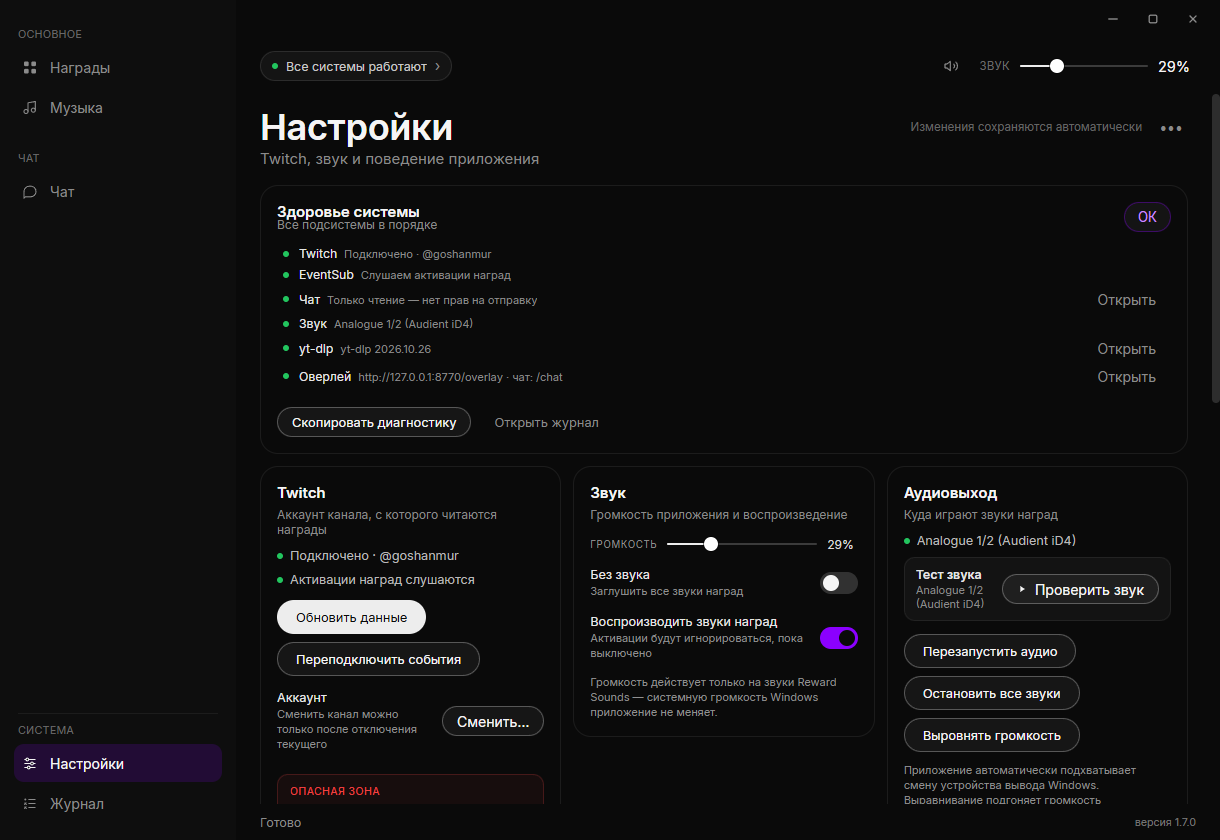 ОСНОВНОЕ
Награды
Музыка
ЧАТ
Чат
СИСТЕМА
Настройки
Журнал
Все системы работают ›
ЗВУК 29%
Настройки
Изменения сохраняются автоматически
Twitch, звук и поведение приложения
Здоровье системы
Все подсистемы в порядке
OK
Twitch Подключено · @goshanmur
EventSub Слушаем активации наград
Чат Только чтение — нет прав на отправку Открыть
Звук Analogue 1/2 (Audient iD4)
yt-dlp yt-dlp 2026.10.26 Открыть
Оверлей http://127.0.0.1:8770/overlay · чат: /chat Открыть
Скопировать диагностику Открыть журнал
Twitch
Аккаунт канала, с которого читаются
награды
Подключено · @goshanmur
Активации наград слушаются
Обновить данные
Переподключить события
Аккаунт
Сменить канал можно
только после отключения
текущего
Сменить...
ОПАСНАЯ ЗОНА
Звук
Громкость приложения и воспроизведение
ГРОМКОСТЬ 29%
Без звука
Заглушить все звуки наград
Воспроизводить звуки наград
Активации будут игнорироваться, пока
выключено
Громкость действует только на звуки Reward
Sounds — системную громкость Windows
приложение не меняет.
Аудиовыход
Куда играют звуки наград
Analogue 1/2 (Audient iD4)
Тест звука
Analogue 1/2
(Audient iD4)
Проверить звук
Перезапустить аудио
Остановить все звуки
Выровнять громкость
Приложение автоматически подхватывает
смену устройства вывода Windows.
Выравнивание подгоняет громкость
Готово
версия 1.7.0